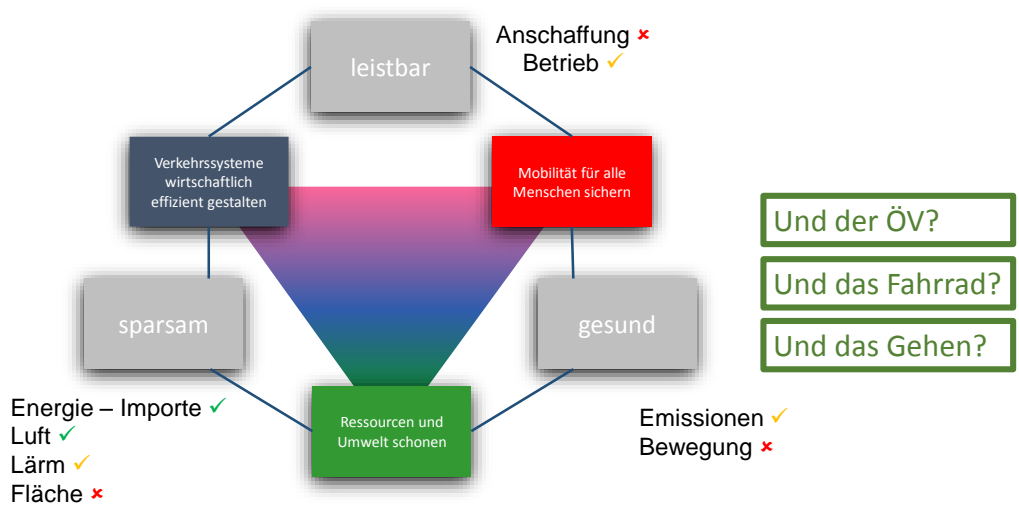 leistbar
Anschaffung ✘
Betrieb ✓
Verkehrssysteme
wirtschaftlich
effizient gestalten
Mobilität für alle
Menschen sichern
Und der ÖV?
Und das Fahrrad?
Und das Gehen?
sparsam
gesund
Energie – Importe ✓
Luft ✓
Lärm ✓
Fläche ✘
Ressourcen und
Umwelt schonen
Emissionen ✓
Bewegung ✘